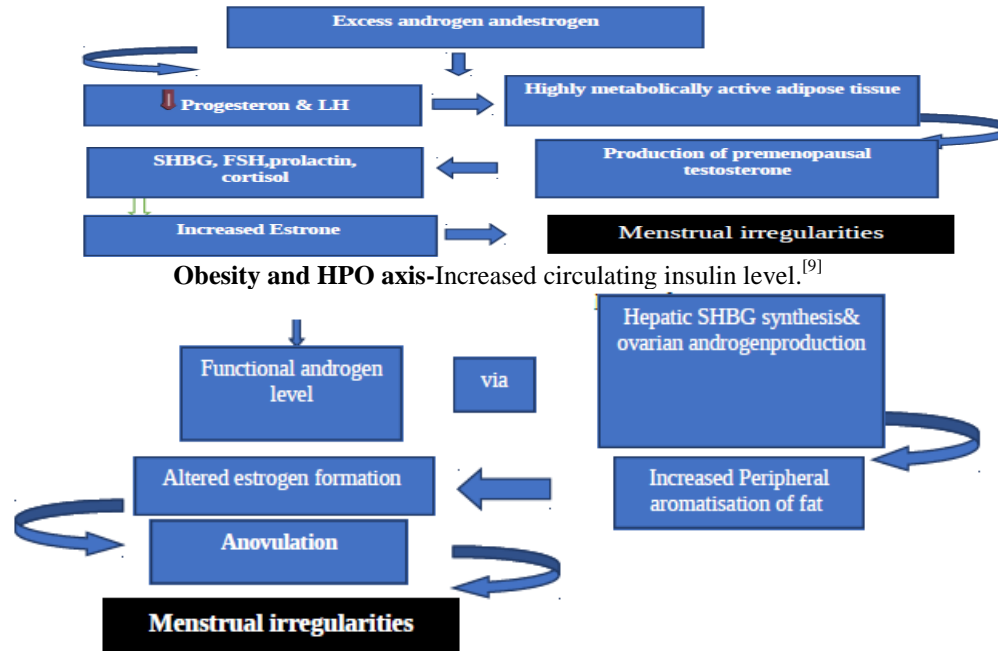 Excess androgen andestrogen
Progesteron & LH
Highly metabolically active adipose tissue
Production of premenopausal
testosterone
SHBG, FSH,prolactin,
cortisol
Increased Estrone
Menstrual irregularities
Obesity and HPO axis-Increased circulating insulin level.[9]
Functional androgen
level
via
Hepatic SHBG synthesis&
ovarian androgenproduction
Increased Peripheral
aromatisation of fat
Altered estrogen formation
Anovulation
Menstrual irregularities